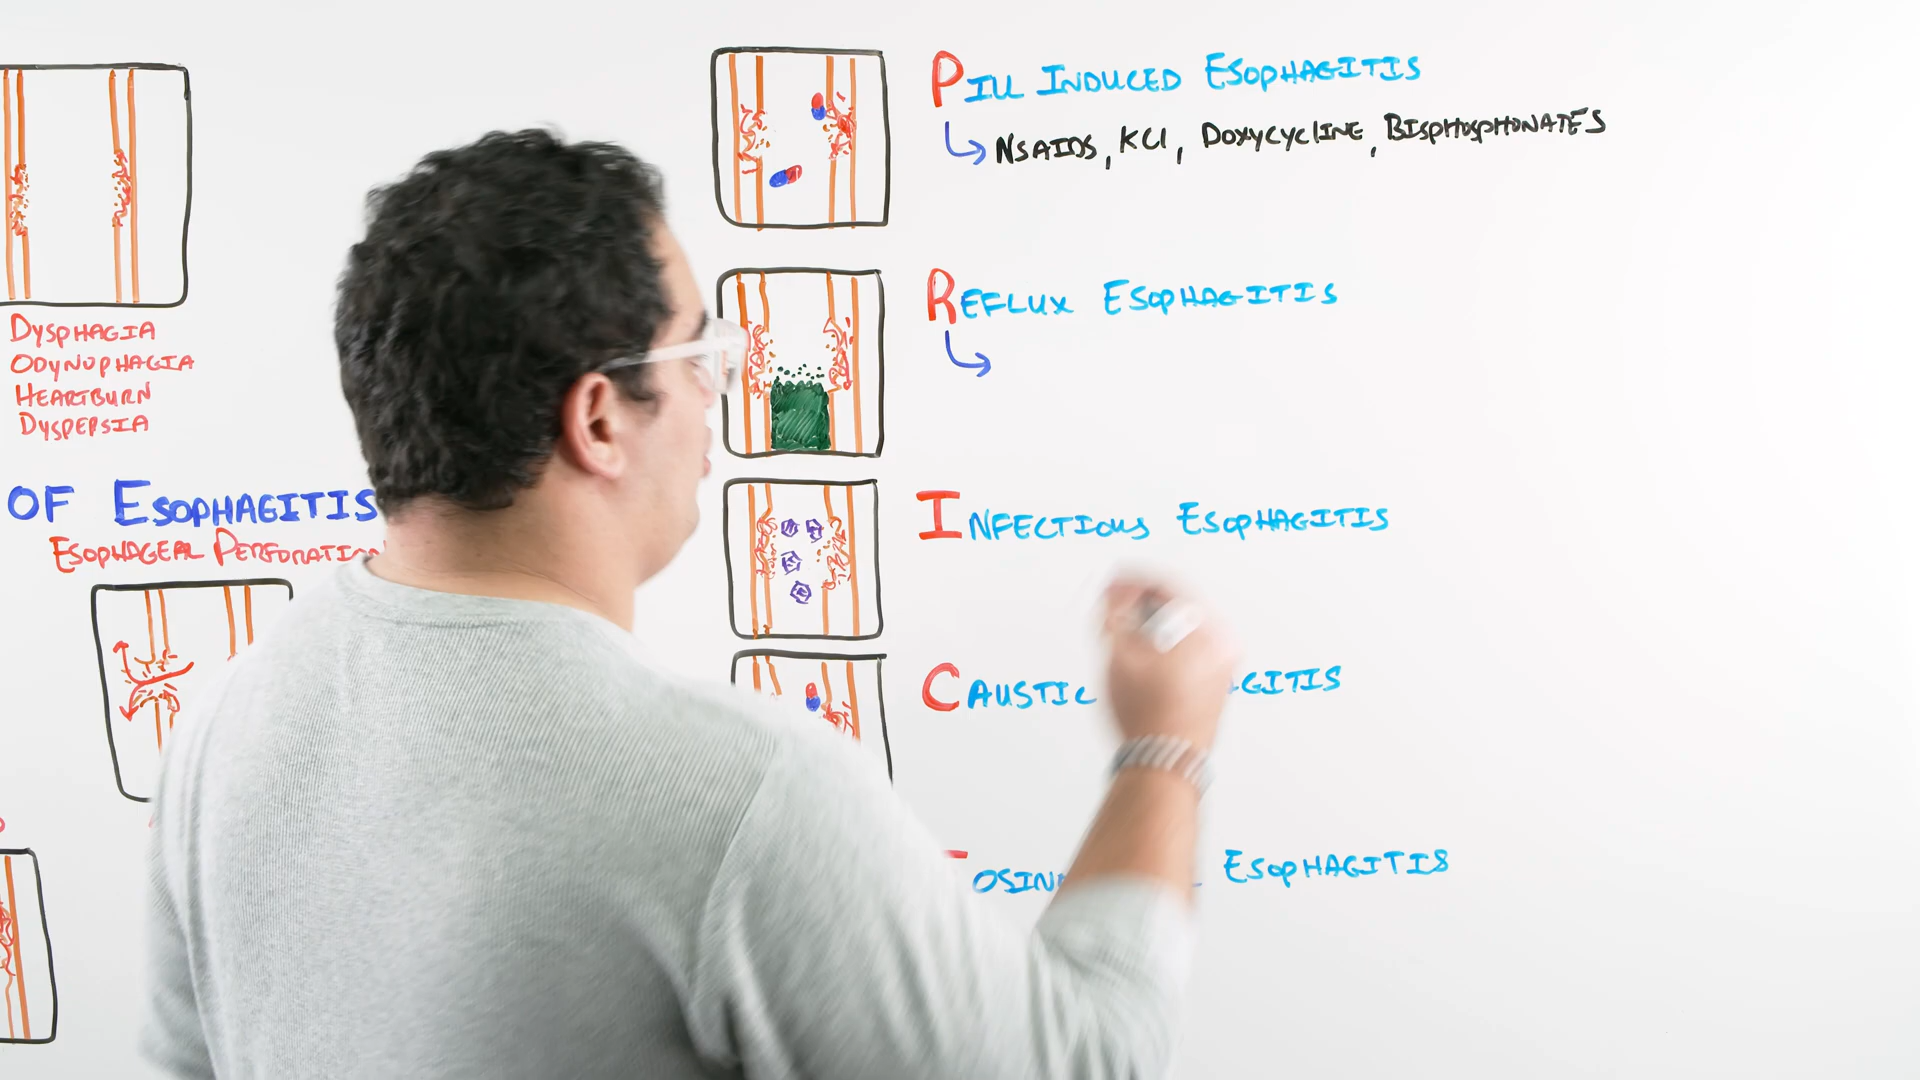 DYSPHAGIA
ODYNOPHAGIA
HEARTBURN
DYSPEPSIA
OF ESOPHAGITIS
ESOPHAGEAL PERFORATION
PILL INDUCED ESOPHAGITIS
NSAIDS, KCl, DOXYCYCLINE, BISPHOSPHONATES
REFLUX ESOPHAGITIS
INFECTIOUS ESOPHAGITIS
CAUSTIC
ESOPHAGITIS